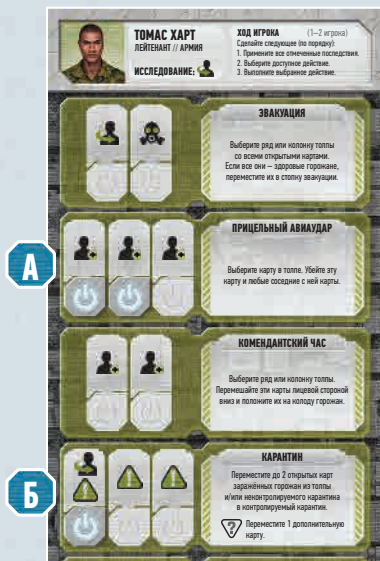 ТОМАС ХАРТ
ЛЕЙТЕНАНТ // АРМИЯ
ИССЛЕДОВАНИЕ:
ХОД ИГРОКА (1–2 игрока)
Сделайте следующее (по порядку):
1. Примените все отмеченные последствия.
2. Выберите доступное действие.
3. Выполните выбранное действие.
ЭВАКУАЦИЯ
Выберите ряд или колонку толпы
со всеми открытыми картами.
Если все они – здоровые горожане,
переместите их в стопку эвакуации.
А
ПРИЦЕЛЬНЫЙ АВИАУДАР
Выберите карту в толпе. Убейте эту
карту и любые соседние с ней карты.
КОМЕНДАНТСКИЙ ЧАС
Выберите ряд или колонку толпы.
Перемешайте эти карты лицевой стороной
вниз и положите их на колоду горожан.
Б
КАРАНТИН
Переместите до 2 открытых карт
заражённых горожан из толпы
и/или неконтролируемого карантина
в контролируемый карантин.
? Переместите 1 дополнительную
карту.